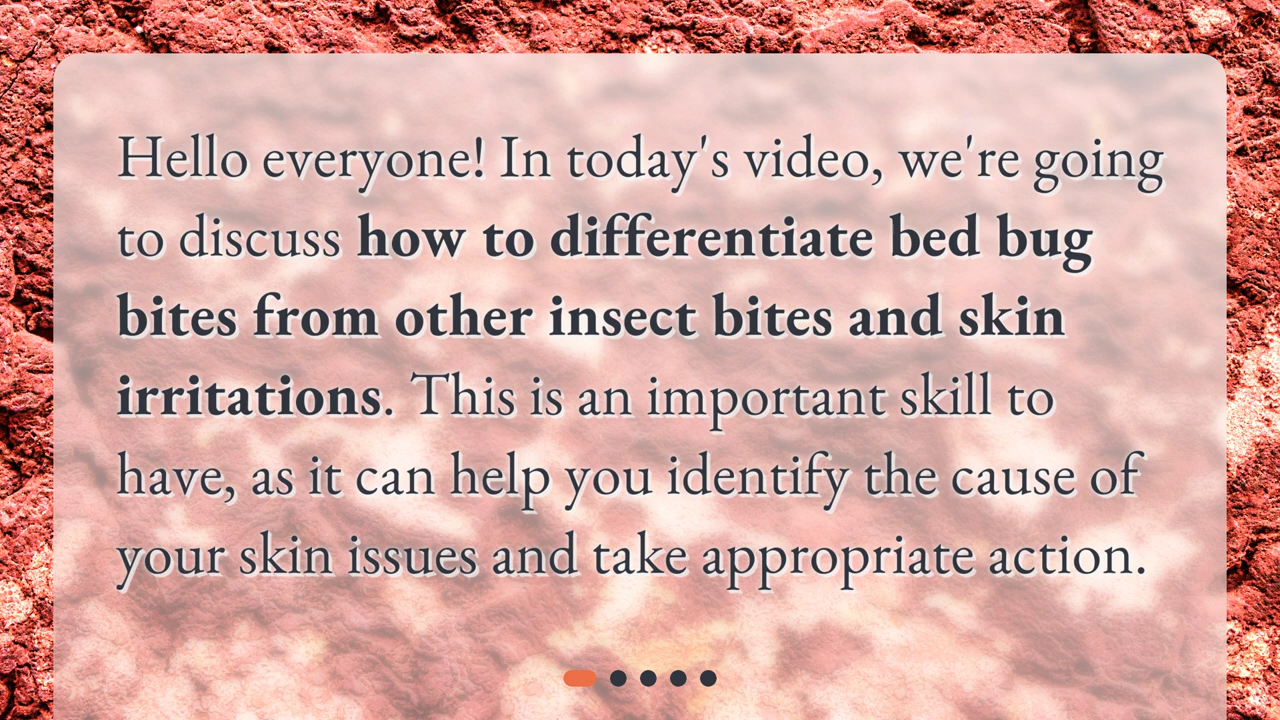 Hello everyone! In today's video, we're going
to discuss how to differentiate bed bug
bites from other insect bites and skin
irritations. This is an important skill to
have, as it can help you identify the cause of
your skin issues and take appropriate action.